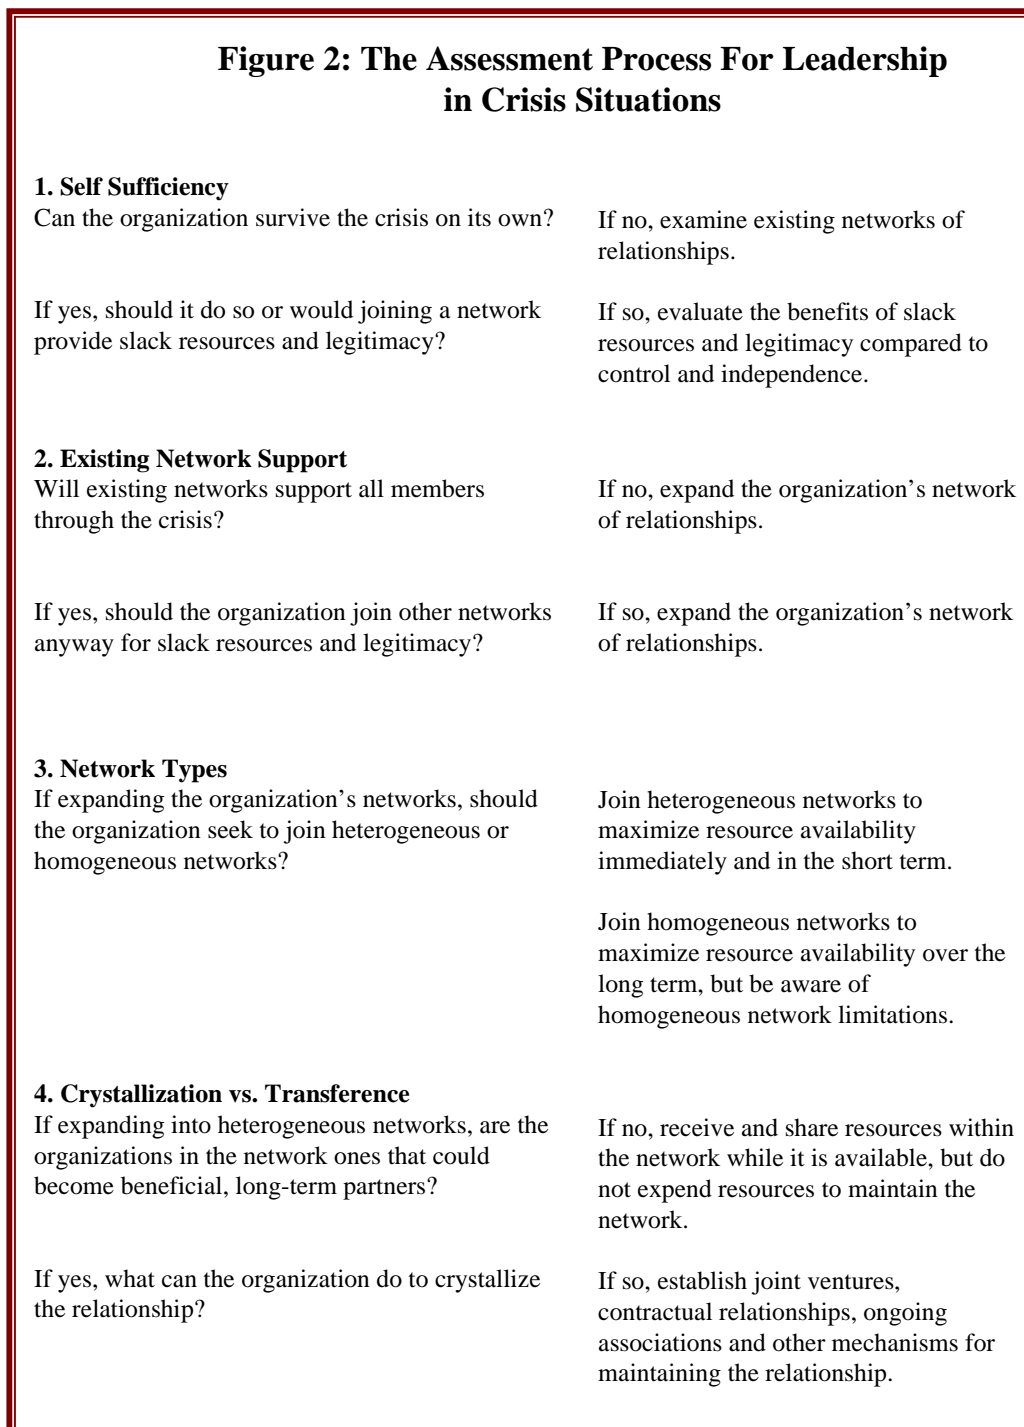 Figure 2: The Assessment Process For Leadership
in Crisis Situations
1. Self Sufficiency
Can the organization survive the crisis on its own?
If no, examine existing networks of
relationships.
If yes, should it do so or would joining a network
provide slack resources and legitimacy?
If so, evaluate the benefits of slack
resources and legitimacy compared to
control and independence.
2. Existing Network Support
Will existing networks support all members
through the crisis?
If no, expand the organization’s network
of relationships.
If yes, should the organization join other networks
anyway for slack resources and legitimacy?
If so, expand the organization’s network
of relationships.
3. Network Types
If expanding the organization’s networks, should
the organization seek to join heterogeneous or
homogeneous networks?
Join heterogeneous networks to
maximize resource availability
immediately and in the short term.
Join homogeneous networks to
maximize resource availability over the
long term, but be aware of
homogeneous network limitations.
4. Crystallization vs. Transference
If expanding into heterogeneous networks, are the
organizations in the network ones that could
become beneficial, long-term partners?
If no, receive and share resources within
the network while it is available, but do
not expend resources to maintain the
network.
If yes, what can the organization do to crystallize
the relationship?
If so, establish joint ventures,
contractual relationships, ongoing
associations and other mechanisms for
maintaining the relationship.